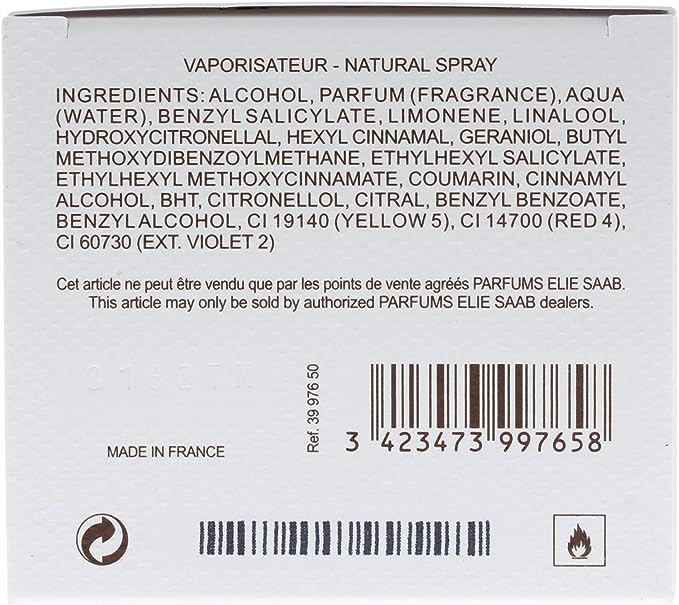 VAPORISATEUR - NATURAL SPRAY
INGREDIENTS: ALCOHOL, PARFUM (FRAGRANCE), AQUA
(WATER), BENZYL SALICYLATE, LIMONENE, LINALOOL,
HYDROXYCITRONELLAL, HEXYL CINNAMAL, GERANIOL, BUTYL
METHOXYDIBENZOYLMETHANE, ETHYLHEXYL SALICYLATE,
ETHYLHEXYL METHOXYCINNAMATE, COUMARIN, CINNAMYL
ALCOHOL, BHT, CITRONELLOL, CITRAL, BENZYL BENZOATE,
BENZYL ALCOHOL, CI 19140 (YELLOW 5), CI 14700 (RED 4),
CI 60730 (EXT. VIOLET 2)
Cet article ne peut être vendu que par les points de vente agréés PARFUMS ELIE SAAB.
This article may only be sold by authorized PARFUMS ELIE SAAB dealers.
MADE IN FRANCE
Ref. 39 976 50
3 423473 997658